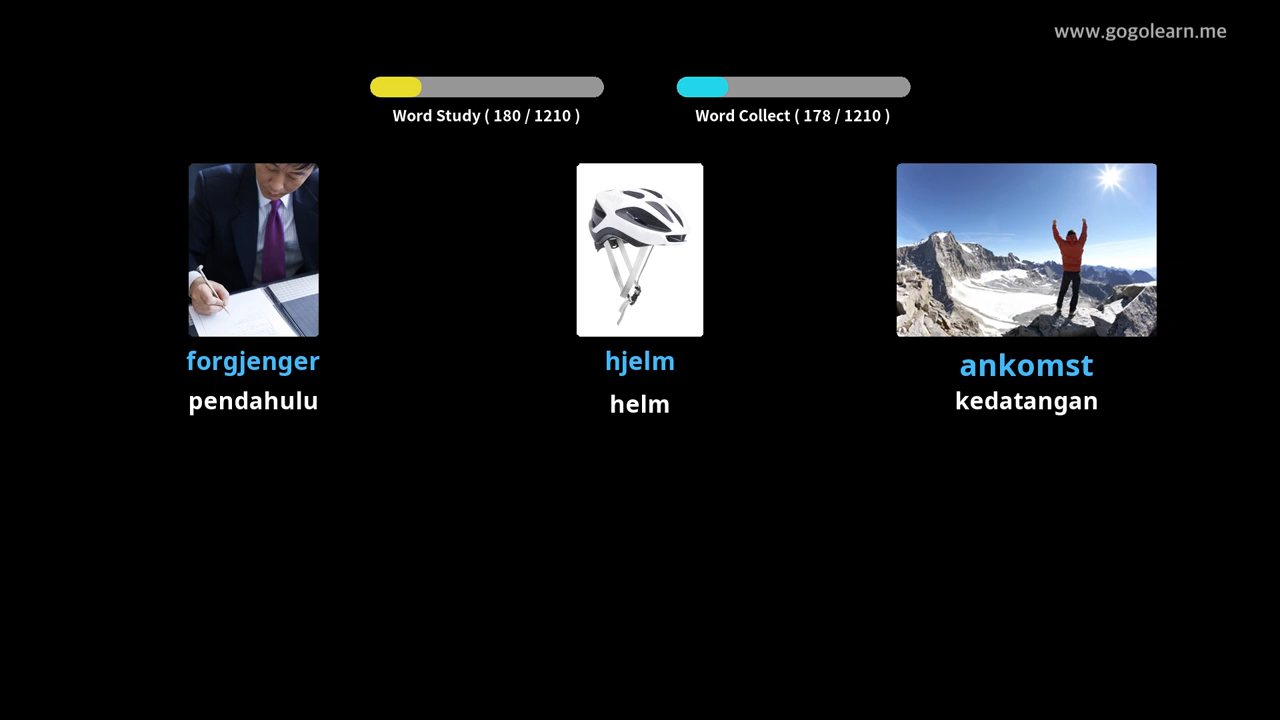 www.gogolearn.me
Word Study ( 180 / 1210 )
Word Collect ( 178 / 1210 )
forgjenger
pendahulu
hjelm
helm
ankomst
kedatangan